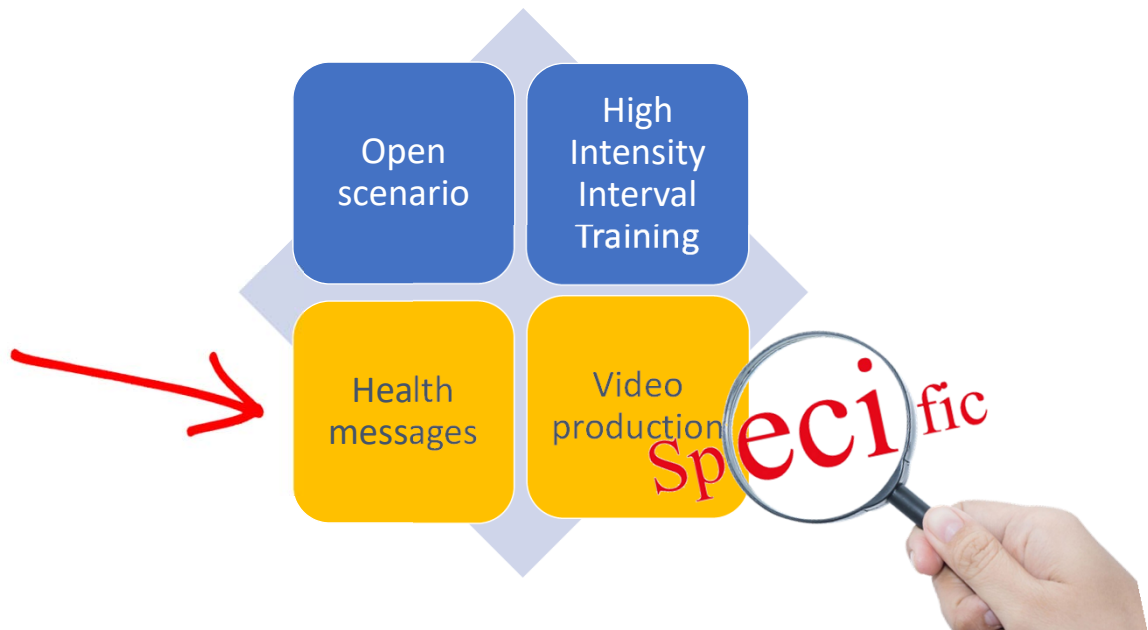 Open
scenario
High
Intensity
Interval
Training
Health
messages
Video
production
Specific